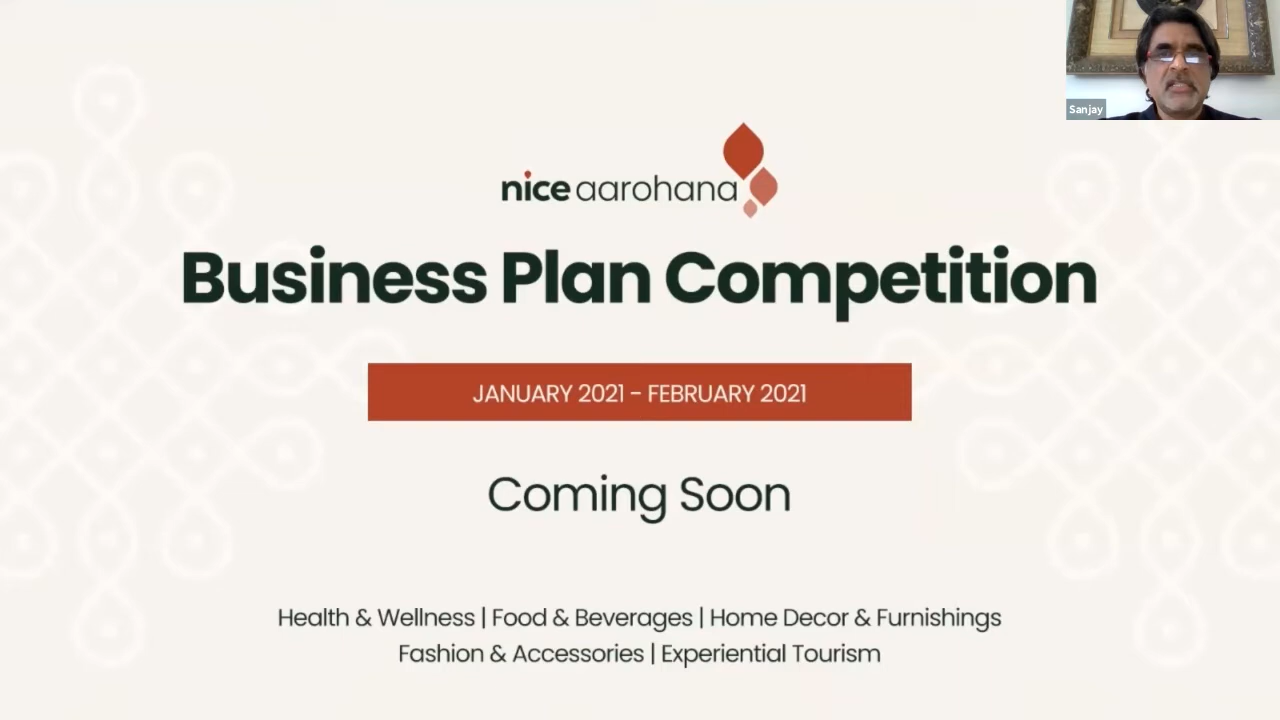 Sanjay
nice aarohana
Business Plan Competition
JANUARY 2021 - FEBRUARY 2021
Coming Soon
Health & Wellness | Food & Beverages | Home Decor & Furnishings
Fashion & Accessories | Experiential Tourism